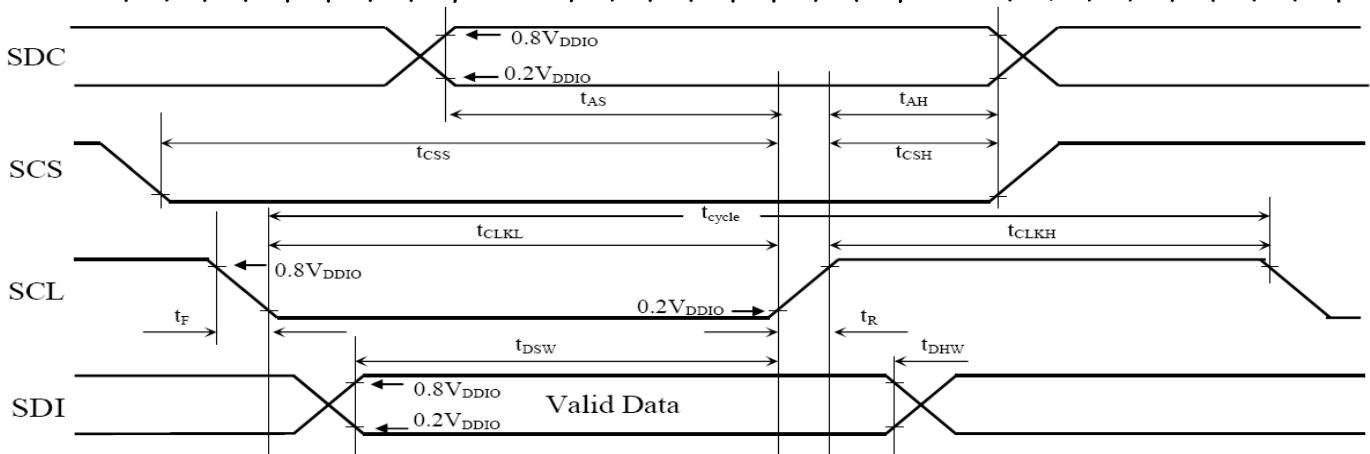 0.8VDDIO
SDC
0.2VDDIO
tAS
tAH
tCSS
tCSH
SCS
tcycle
tCLKL
tCLKH
0.8VDDIO
SCL
0.2VDDIO
tF
tR
tDSW
tDHW
0.8VDDIO
Valid Data
SDI
0.2VDDIO